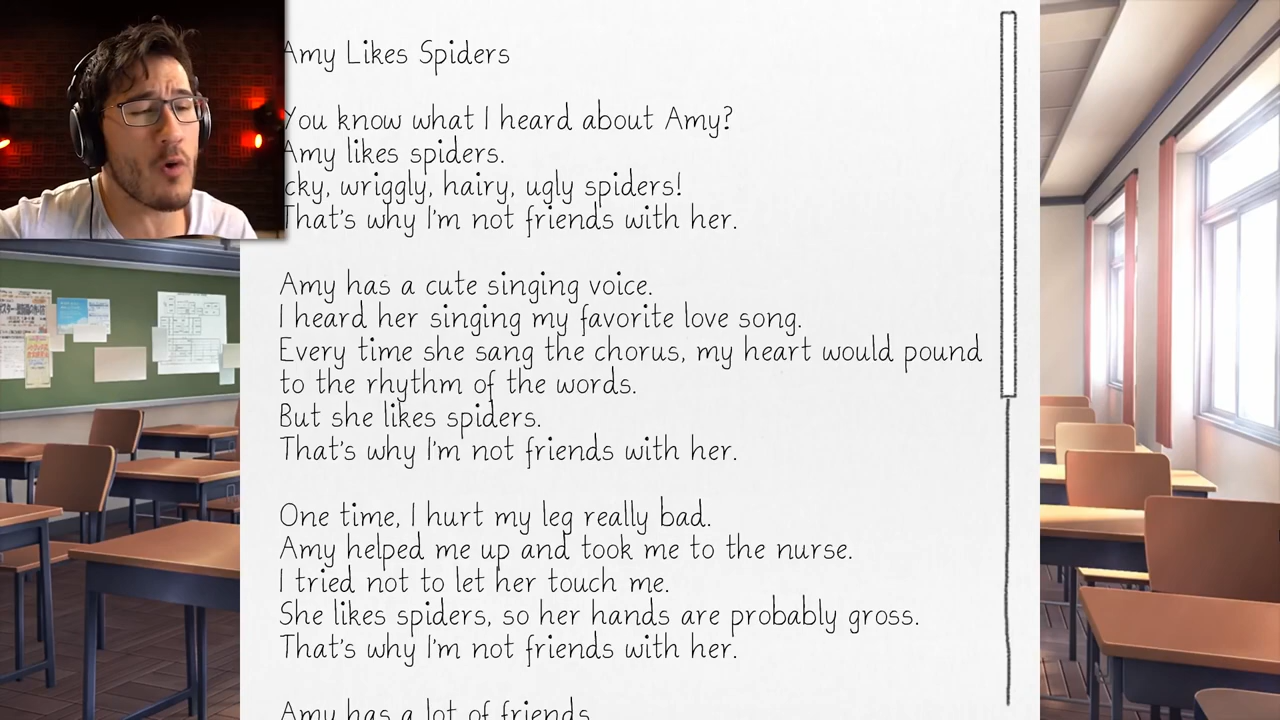 Amy Likes Spiders
You know what I heard about Amy?
Amy likes spiders.
cky, wriggly, hairy, ugly spiders!
That's why I'm not friends with her.
Amy has a cute singing voice.
I heard her singing my favorite love song.
Every time she sang the chorus, my heart would pound
to the rhythm of the words.
But she likes spiders.
That's why I'm not friends with her.
One time, I hurt my leg really bad.
Amy helped me up and took me to the nurse.
I tried not to let her touch me.
She likes spiders, so her hands are probably gross.
That's why I'm not friends with her.
Amy has a lot of friends